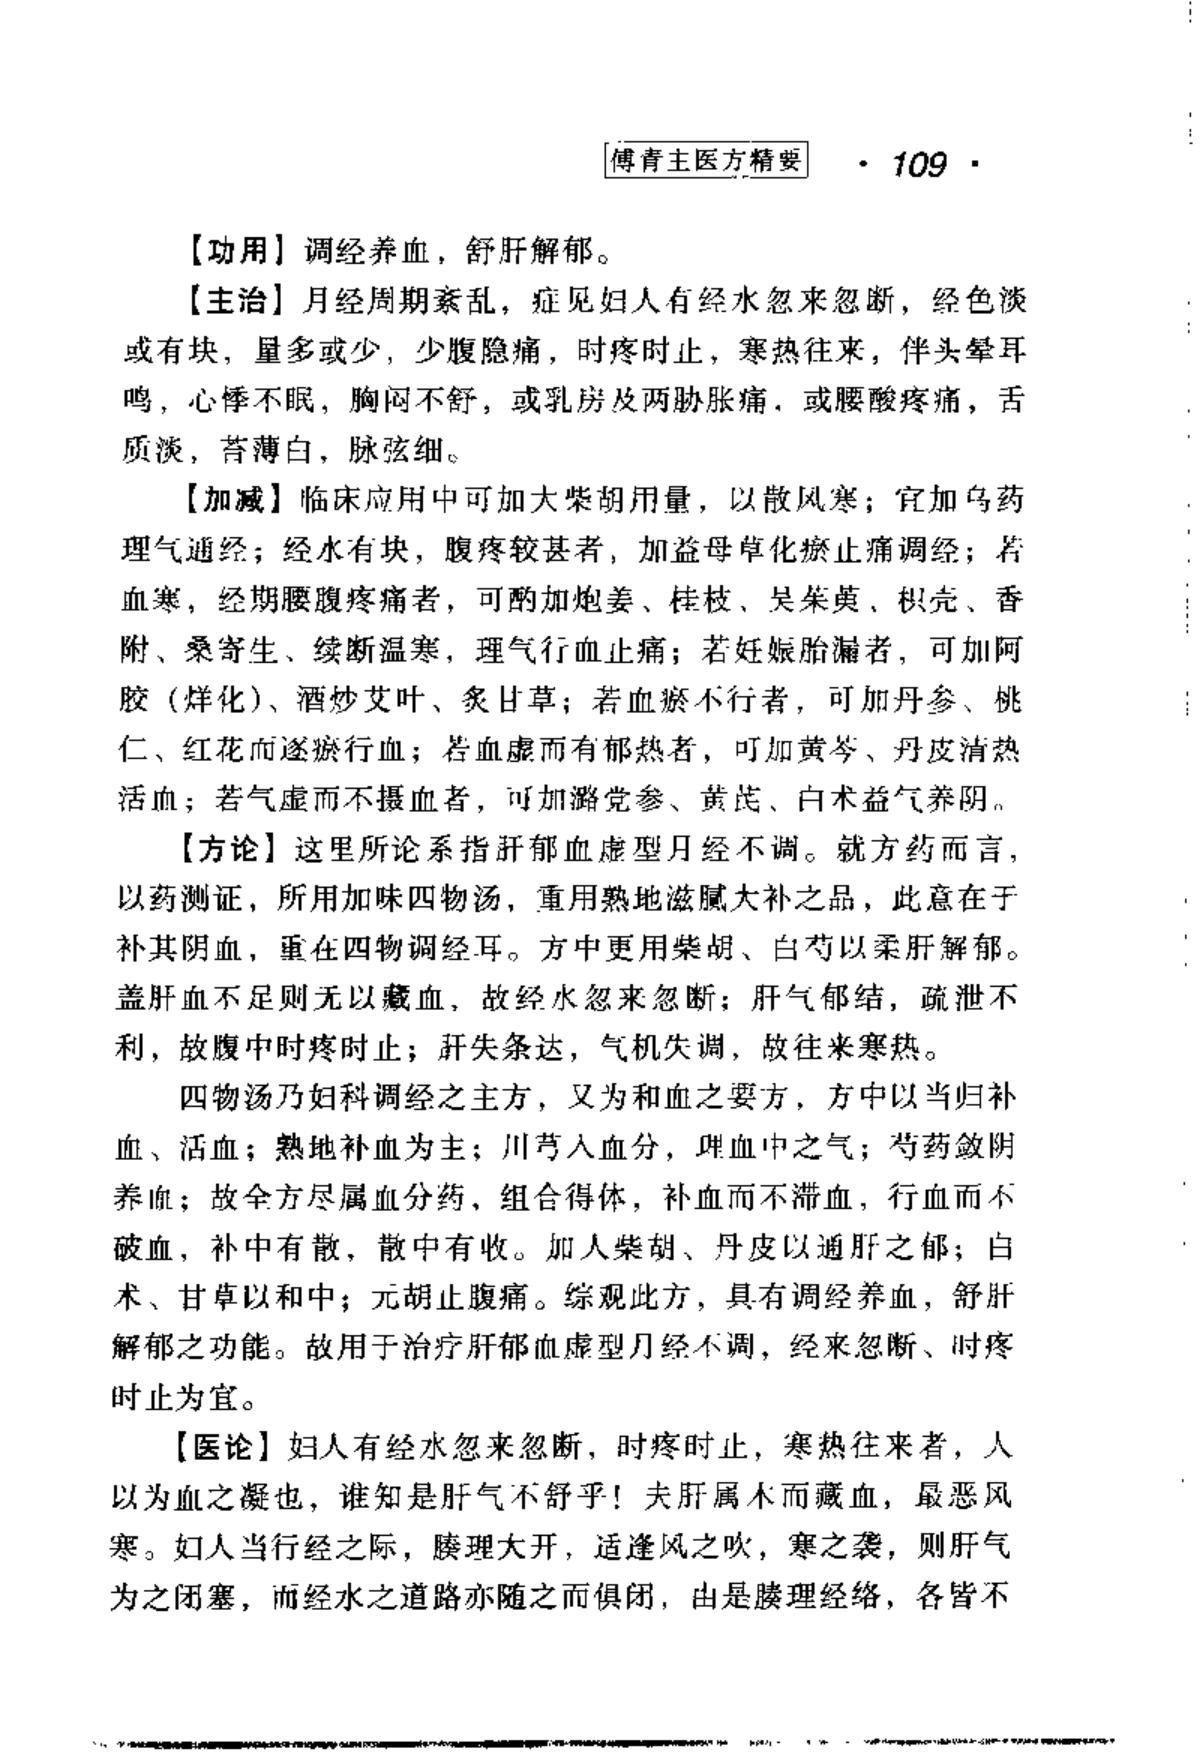 傅青主医方精要 · 109 ·
【功用】调经养血，舒肝解郁。
【主治】月经周期紊乱，症见妇人有经水忽来忽断，经色淡
或有块，量多或少，少腹隐痛，时疼时止，寒热往来，伴头晕耳
鸣，心悸不眠，胸闷不舒，或乳房及两胁胀痛，或腰酸疼痛，舌
质淡，苔薄白，脉弦细。
【加减】临床应用中可加大柴胡用量，以散风寒；宜加乌药
理气通经；经水有块，腹疼较甚者，加益母草化瘀止痛调经；若
血寒，经期腰腹疼痛者，可酌加炮姜、桂枝、吴茱萸、枳壳、香
附、桑寄生、续断温寒，理气行血止痛；若妊娠胎漏者，可加阿
胶（烊化）、酒炒艾叶、炙甘草；若血瘀不行者，可加丹参、桃
仁、红花而逐瘀行血；若血虚而有郁热者，可加黄芩、丹皮清热
活血；若气虚而不摄血者，可加潞党参、黄芪、白术益气养阴。
【方论】这里所论系指肝郁血虚型月经不调。就方药而言，
以药测证，所用加味四物汤，重用熟地滋腻大补之品，此意在于
补其阴血，重在四物调经耳。方中更用柴胡、白芍以柔肝解郁。
盖肝血不足则无以藏血，故经水忽来忽断；肝气郁结，疏泄不
利，故腹中时疼时止；肝失条达，气机失调，故往来寒热。
四物汤乃妇科调经之主方，又为和血之要方，方中以当归补
血、活血；熟地补血为主；川芎入血分，理血中之气；芍药敛阴
养血；故全方尽属血分药，组合得体，补血而不滞血，行血而不
破血，补中有散，散中有收。加人柴胡、丹皮以通肝之郁；白
术、甘草以和中；元胡止腹痛。综观此方，具有调经养血，舒肝
解郁之功能。故用于治疗肝郁血虚型月经不调，经来忽断、时疼
时止为宜。
【医论】妇人有经水忽来忽断，时疼时止，寒热往来者，人
以为血之凝也，谁知是肝气不舒乎！夫肝属木而藏血，最恶风
寒。妇人当行经之际，腠理大开，适逢风之吹，寒之袭，则肝气
为之闭塞，而经水之道路亦随之而俱闭，由是腠理经络，各皆不